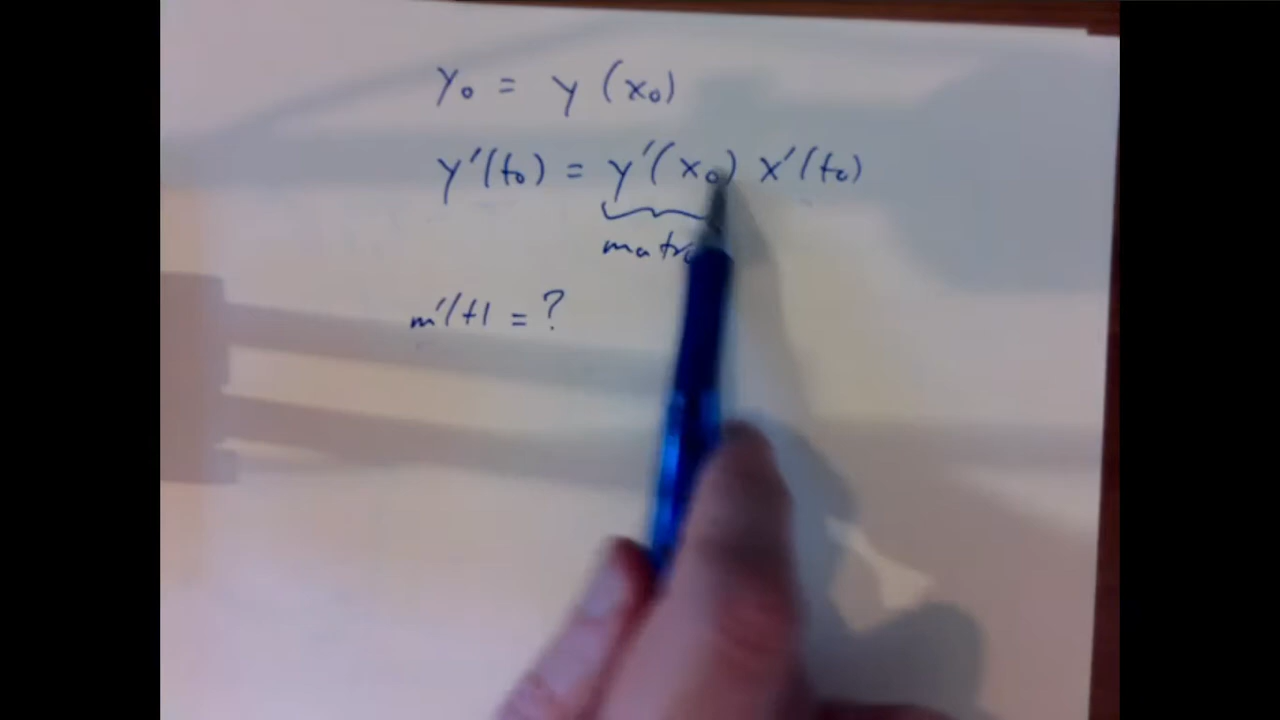 y₀ = y (x₀)
y'(t₀) = y'(x₀) x'(t₀)
m'(t) = ?